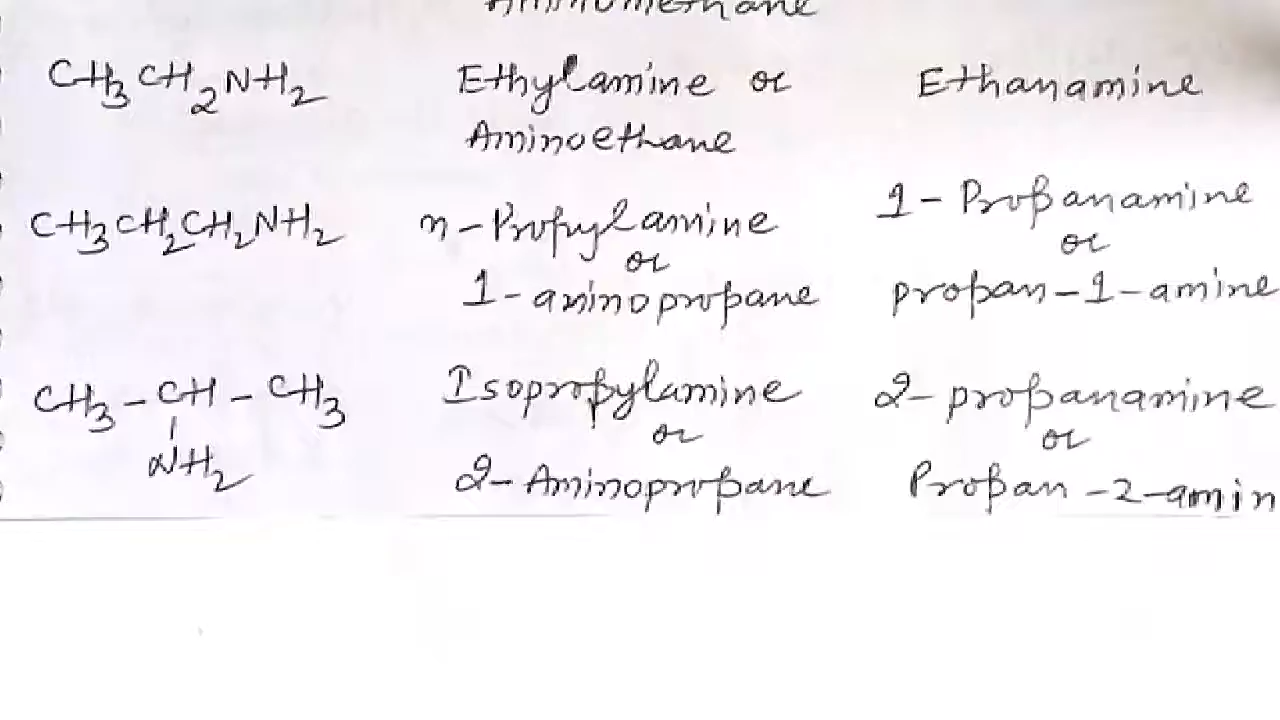 Aminomethane
CH3CH2NH2 Ethylamine or Ethanamine
Aminoethane
CH3CH2CH2NH2 n-Propylamine 1-Propanamine
or or
1-aminopropane propan-1-amine
CH3-CH-CH3 Isopropylamine 2-propanamine
or or
NH2 2-Aminopropane Propan-2-amin